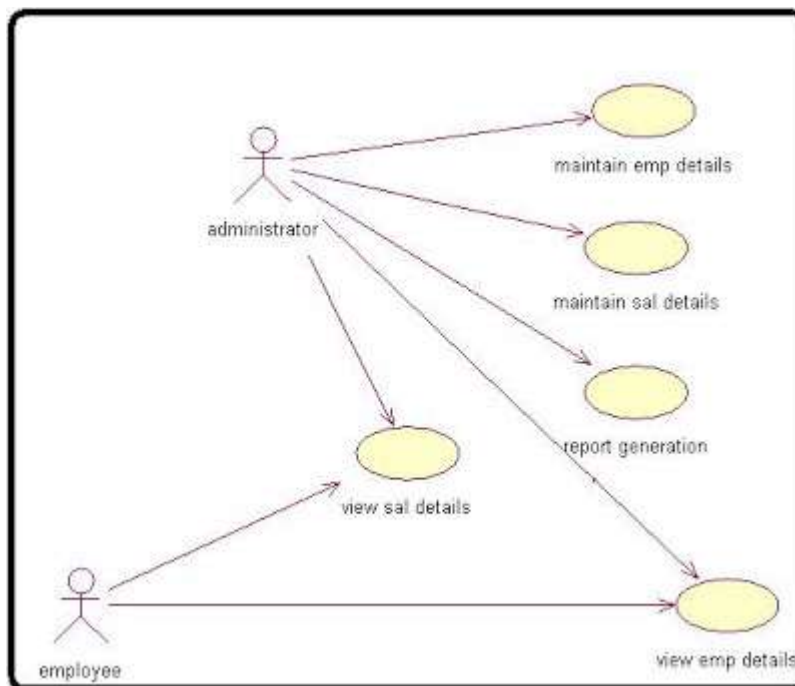 maintain emp details
administrator
maintain sal details
report generation
view sal details
view emp details
employee